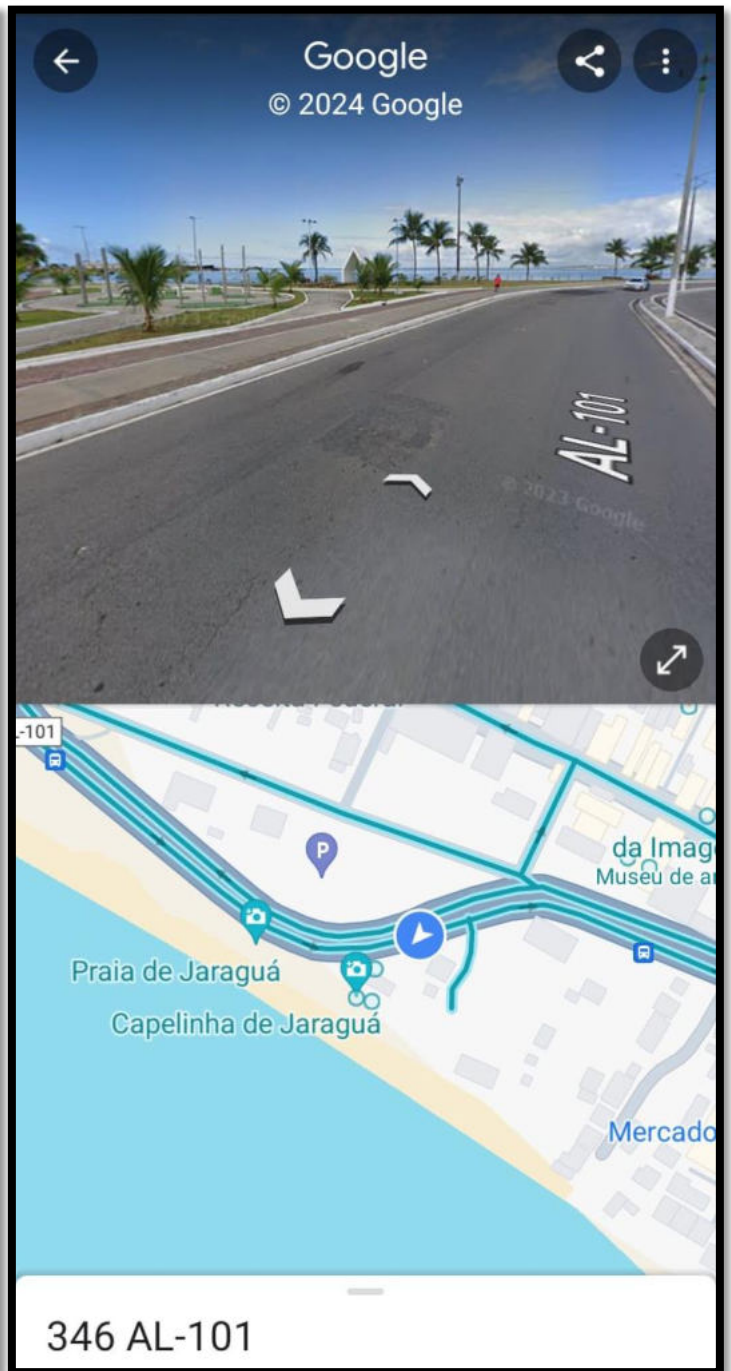 Google
© 2024 Google
AL-101
© 2023 Google
-101
P
da Imag
Museu de ar
Praia de Jaraguá
Capelinha de Jaraguá
Mercado
346 AL-101